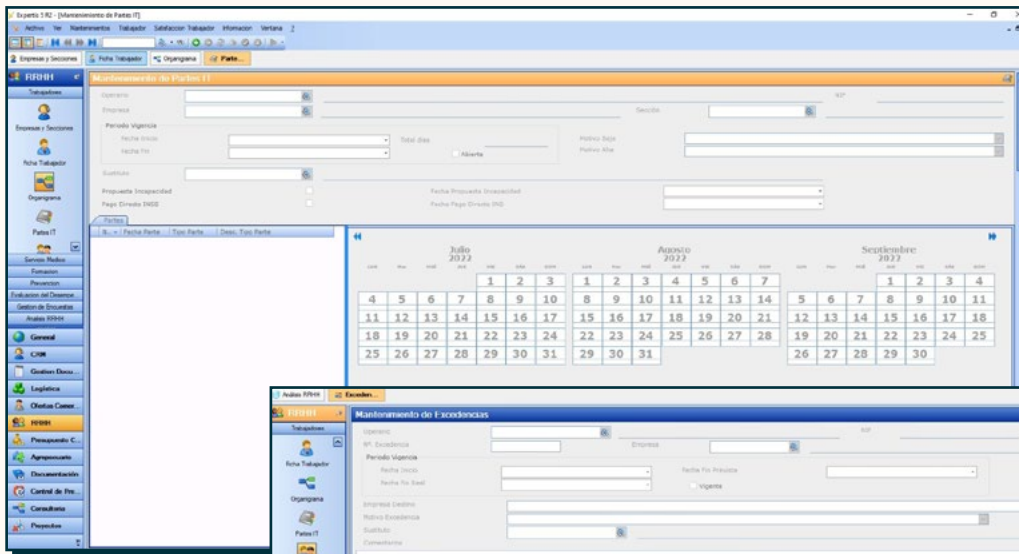 Expertis 5 R2 - [Mantenimiento de Partes IT]
Archivo Ver Mantenimientos Trabajador Satisfaccion Trabajador Informacion Ventana ?
Empresas y Secciones Ficha Trabajador Organigrama Parte...
RRHH
Trabajadores
Empresas y Secciones
Ficha Trabajador
Organigrama
Partes IT
Servicio Medico
Formacion
Prevencion
Evaluacion del Desempe...
Gestion de Encuestas
Analisis RRHH
General
CRM
Gestion Docu...
Logística
Ofertas Comer...
RRHH
Presupuesto C...
Agropecuario
Documentación
Control de Pre...
Consultoria
Proyectos
Mantenimiento de Partes IT
Operario
Empresa Sección
Periodo Vigencia
Fecha Inicio Total dias Motivo Baja
Fecha Fin Abierto Motivo Alta
Sustituto
Propuesta Incapacidad Fecha Propuesta Incapacidad
Pago Directo INSS Fecha Pago Directo INS
Partes
Fecha Parte Tipo Parte Desc. Tipo Parte
Julio Agosto Septiembre
2022 2022 2022
1 2 3 1 2 3 4 5 6 7 1 2 3 4
4 5 6 7 8 9 10 8 9 10 11 12 13 14 5 6 7 8 9 10 11
11 12 13 14 15 16 17 15 16 17 18 19 20 21 12 13 14 15 16 17 18
18 19 20 21 22 23 24 22 23 24 25 26 27 28 19 20 21 22 23 24 25
25 26 27 28 29 30 31 29 30 31 26 27 28 29 30
Analisis RRHH Exceden...
RRHH
Trabajadores
Ficha Trabajador
Organigrama
Partes IT
Mantenimiento de Excedencias
Operario
Nº. Excedencia Empresa
Periodo Vigencia
Fecha Inicio Fecha Fin Prevista
Fecha Fin Real Vigente
Empresa Destino
Motivo Excedencia
Sustituto
Comentarios